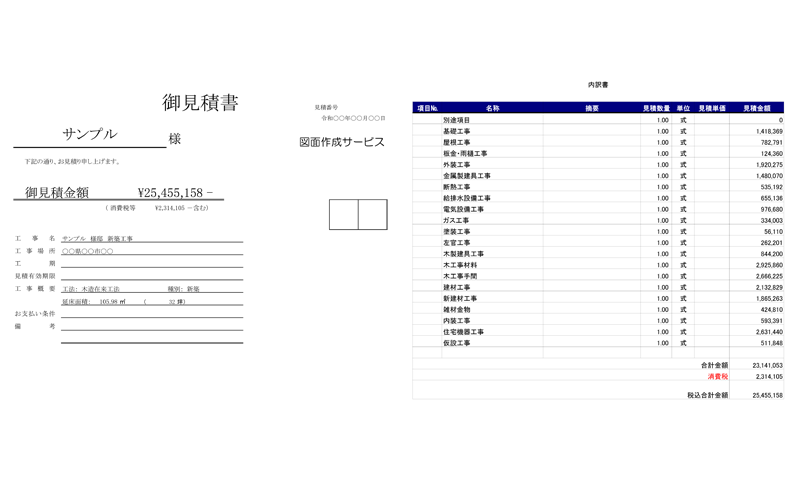 御見積書
見積番号
令和〇〇年〇〇月〇〇日
サンプル 様
図面作成サービス
下記の通り、お見積り申し上げます。
御見積金額 ¥25,455,158 −
( 消費税等 ¥2,314,105 −含む)
工事名 サンプル 様邸 新築工事
工事場所 〇〇県〇〇市〇〇
工期
見積有効期限
工事概要 工法: 木造在来工法 種別: 新築
延床面積: 105.98 ㎡ ( 32 坪)
お支払い条件
備考
内訳書
項目№ 名称 摘要 見積数量 単位 見積単価 見積金額
別途項目 1.00 式 0
基礎工事 1.00 式 1,418,369
屋根工事 1.00 式 782,791
板金・雨樋工事 1.00 式 124,360
外装工事 1.00 式 1,920,275
金属製建具工事 1.00 式 1,480,070
断熱工事 1.00 式 535,192
給排水設備工事 1.00 式 655,136
電気設備工事 1.00 式 976,680
ガス工事 1.00 式 334,003
塗装工事 1.00 式 56,110
左官工事 1.00 式 262,201
木製建具工事 1.00 式 844,200
木工事材料 1.00 式 2,925,860
木工事手間 1.00 式 2,666,225
建材工事 1.00 式 2,132,829
新建材工事 1.00 式 1,865,263
雑材金物 1.00 式 424,810
内装工事 1.00 式 593,391
住宅機器工事 1.00 式 2,631,440
仮設工事 1.00 式 511,848
合計金額 23,141,053
消費税 2,314,105
税込合計金額 25,455,158